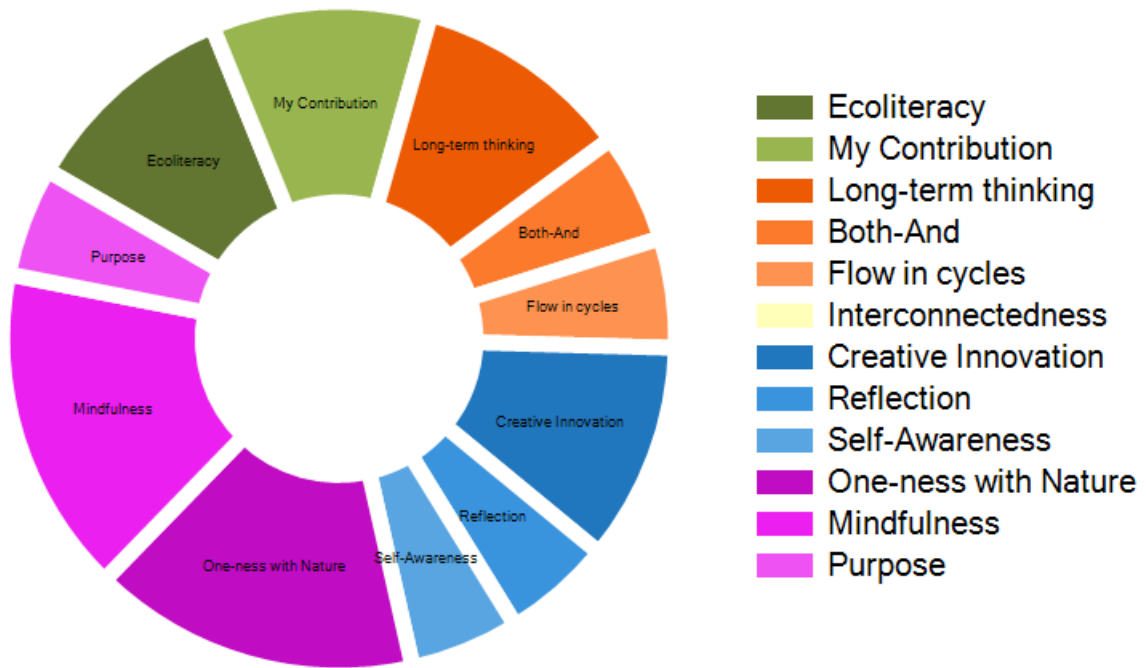 My Contribution
Long-term thinking
Ecoliteracy
Both-And
Purpose
Flow in cycles
Mindfulness
Creative Innovation
Reflection
Self-Awareness
One-ness with Nature
Ecoliteracy
My Contribution
Long-term thinking
Both-And
Flow in cycles
Interconnectedness
Creative Innovation
Reflection
Self-Awareness
One-ness with Nature
Mindfulness
Purpose